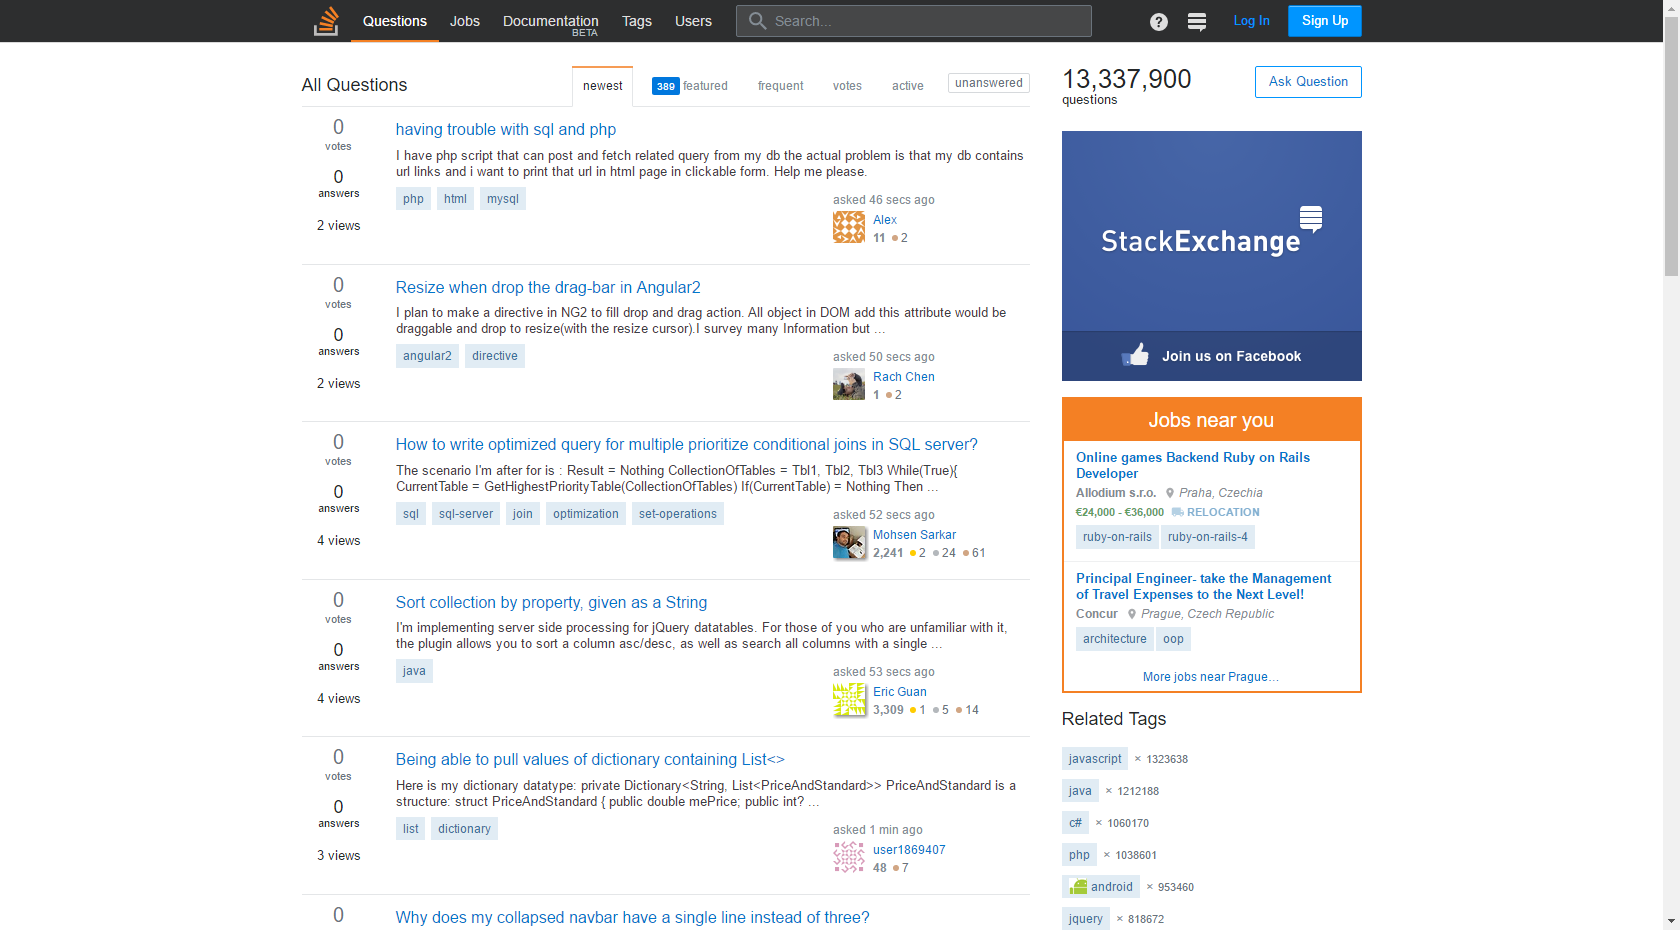 Questions Jobs Documentation Tags Users Search... ? Log In Sign Up
BETA
All Questions newest 389 featured frequent votes active unanswered
0
votes
0
answers
2 views
having trouble with sql and php
I have php script that can post and fetch related query from my db the actual problem is that my db contains
url links and i want to print that url in html page in clickable form. Help me please.
php html mysql
asked 46 secs ago
Alex
11 2
0
votes
0
answers
2 views
Resize when drop the drag-bar in Angular2
I plan to make a directive in NG2 to fill drop and drag action. All object in DOM add this attribute would be
draggable and drop to resize(with the resize cursor).I survey many Information but ...
angular2 directive
asked 50 secs ago
Rach Chen
1 2
0
votes
0
answers
4 views
How to write optimized query for multiple prioritize conditional joins in SQL server?
The scenario I'm after for is : Result = Nothing CollectionOfTables = Tbl1, Tbl2, Tbl3 While(True){
CurrentTable = GetHighestPriorityTable(CollectionOfTables) If(CurrentTable) = Nothing Then ...
sql sql-server join optimization set-operations
asked 52 secs ago
Mohsen Sarkar
2,241 2 24 61
0
votes
0
answers
4 views
Sort collection by property, given as a String
I'm implementing server side processing for jQuery datatables. For those of you who are unfamiliar with it,
the plugin allows you to sort a column asc/desc, as well as search all columns with a single ...
java
asked 53 secs ago
Eric Guan
3,309 1 5 14
0
votes
0
answers
3 views
Being able to pull values of dictionary containing List<>
Here is my dictionary datatype: private Dictionary<String, List<PriceAndStandard>> PriceAndStandard is a
structure: struct PriceAndStandard { public double mePrice; public int? ...
list dictionary
asked 1 min ago
user1869407
48 7
0
Why does my collapsed navbar have a single line instead of three?
13,337,900
questions
Ask Question
StackExchange
Join us on Facebook
Jobs near you
Online games Backend Ruby on Rails
Developer
Allodium s.r.o. Praha, Czechia
€24,000 - €36,000 RELOCATION
ruby-on-rails ruby-on-rails-4
Principal Engineer- take the Management
of Travel Expenses to the Next Level!
Concur Prague, Czech Republic
architecture oop
More jobs near Prague...
Related Tags
javascript × 1323638
java × 1212188
c# × 1060170
php × 1038601
android × 953460
jquery × 818672